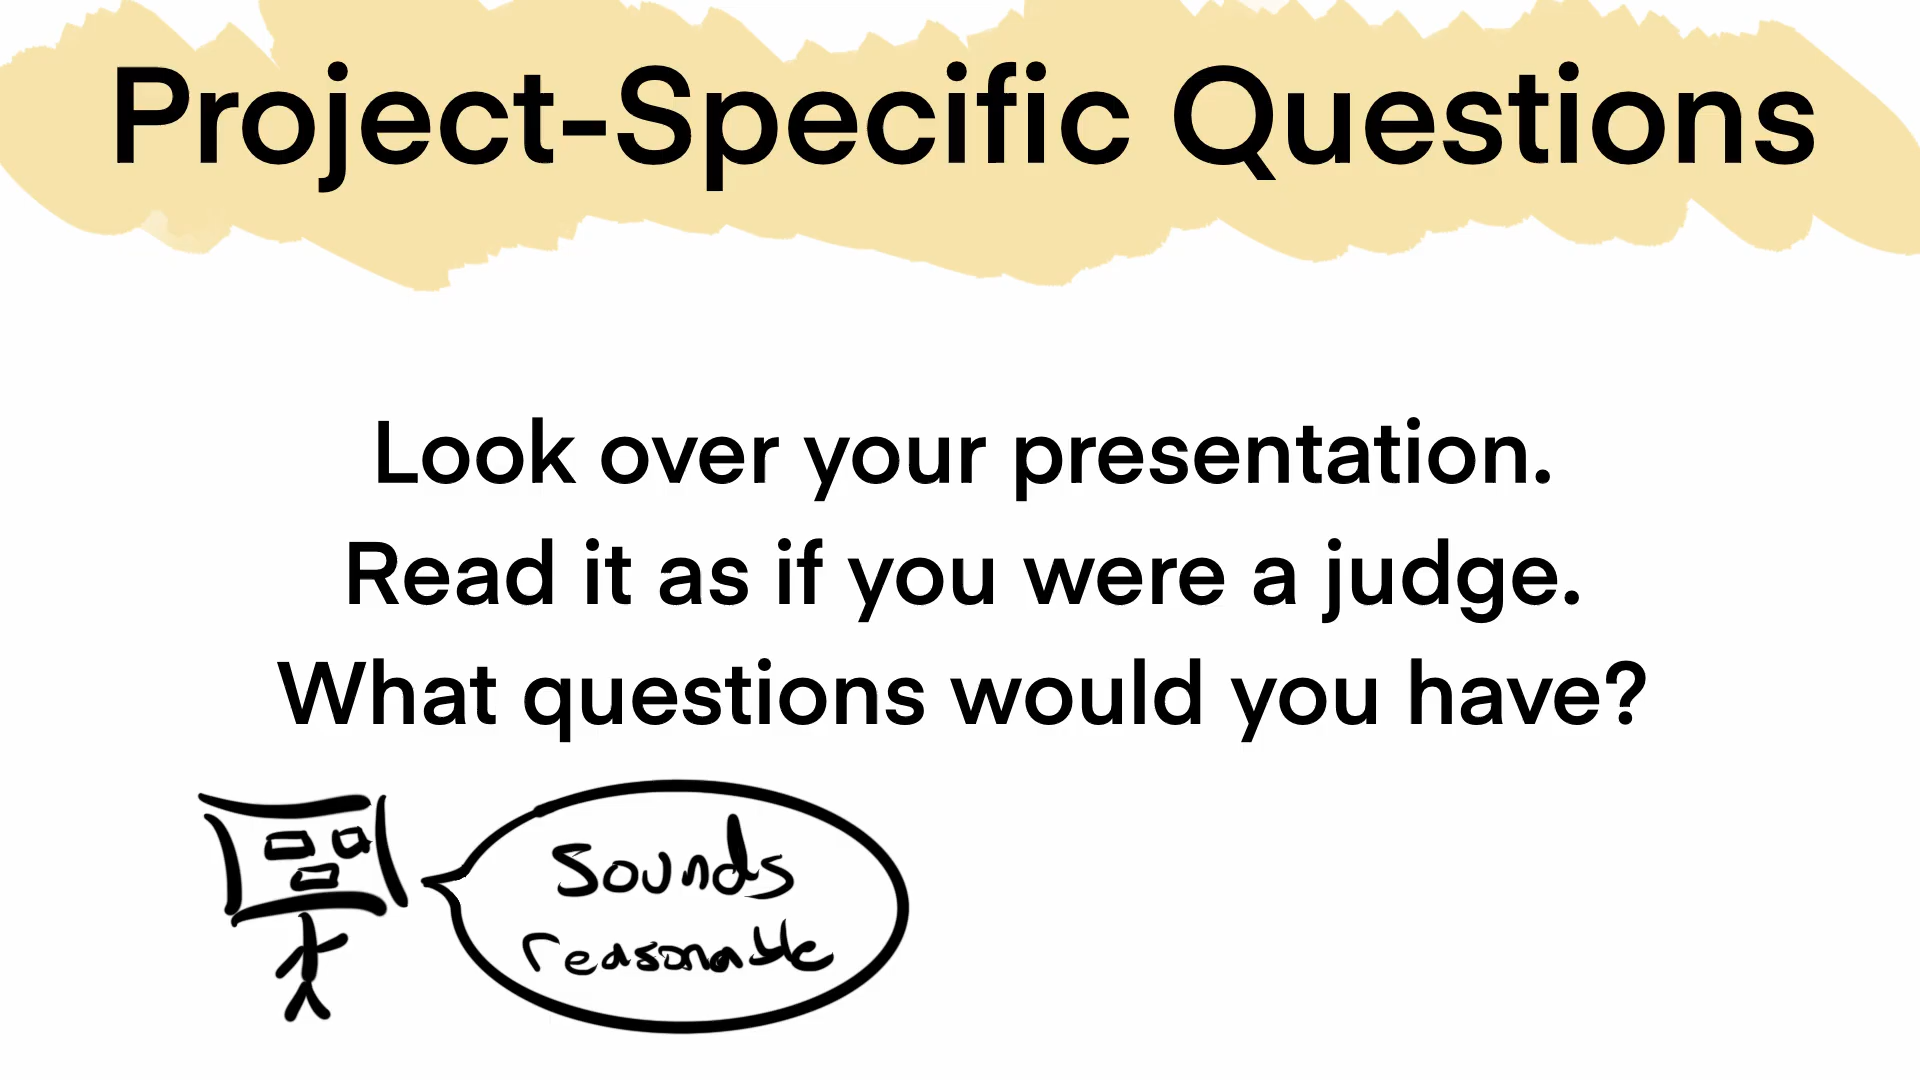 Project-Specific Questions
Look over your presentation.
Read it as if you were a judge.
What questions would you have?
Sounds
reasonable